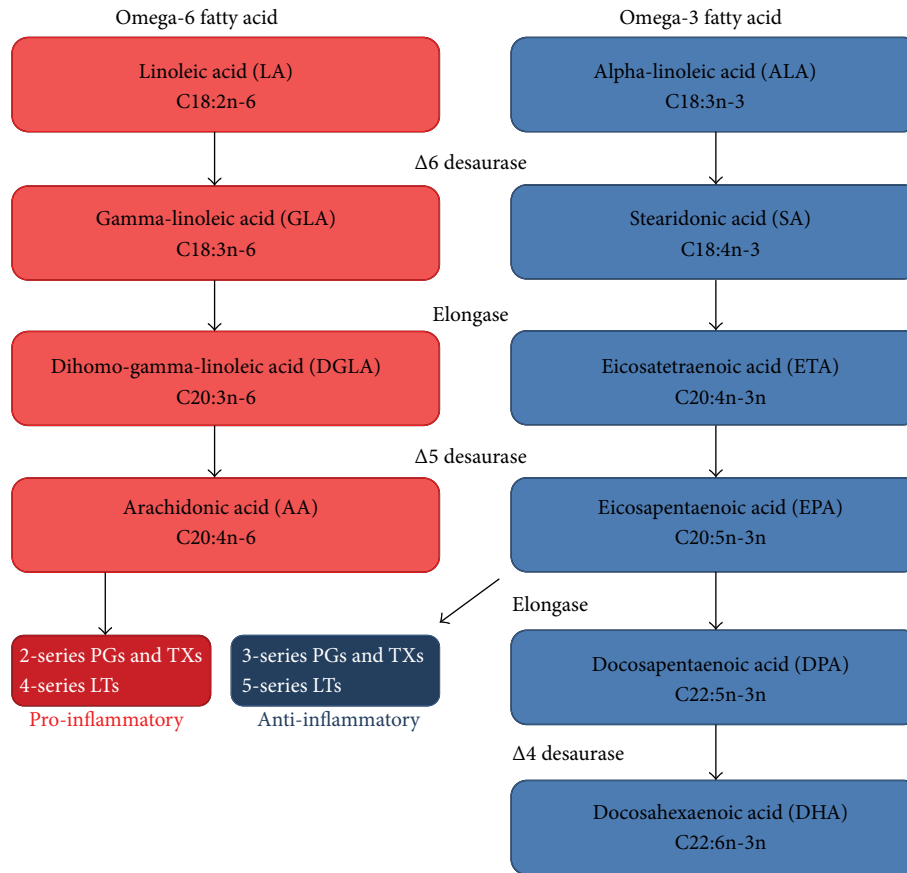 Omega-6 fatty acid
Omega-3 fatty acid
Linoleic acid (LA)
C18:2n-6
Alpha-linoleic acid (ALA)
C18:3n-3
Δ6 desaurase
Gamma-linoleic acid (GLA)
C18:3n-6
Stearidonic acid (SA)
C18:4n-3
Elongase
Dihomo-gamma-linoleic acid (DGLA)
C20:3n-6
Eicosatetraenoic acid (ETA)
C20:4n-3n
Δ5 desaurase
Arachidonic acid (AA)
C20:4n-6
Eicosapentaenoic acid (EPA)
C20:5n-3n
Elongase
2-series PGs and TXs
4-series LTs
Pro-inflammatory
3-series PGs and TXs
5-series LTs
Anti-inflammatory
Docosapentaenoic acid (DPA)
C22:5n-3n
Δ4 desaurase
Docosahexaenoic acid (DHA)
C22:6n-3n